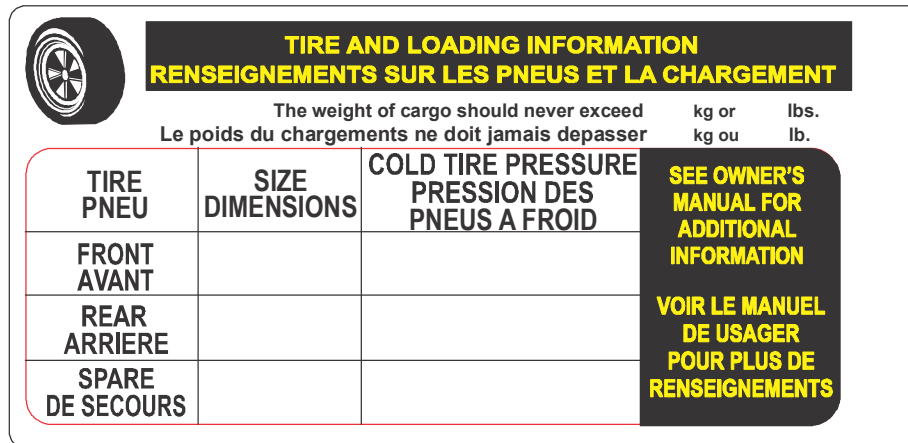 TIRE AND LOADING INFORMATION
RENSEIGNEMENTS SUR LES PNEUS ET LA CHARGEMENT
The weight of cargo should never exceed kg or lbs.
Le poids du chargements ne doit jamais depasser kg ou lb.
TIRE
PNEU
SIZE
DIMENSIONS
COLD TIRE PRESSURE
PRESSION DES
PNEUS A FROID
SEE OWNER'S
MANUAL FOR
ADDITIONAL
INFORMATION
VOIR LE MANUEL
DE USAGER
POUR PLUS DE
RENSEIGNEMENTS
FRONT
AVANT
REAR
ARRIERE
SPARE
DE SECOURS